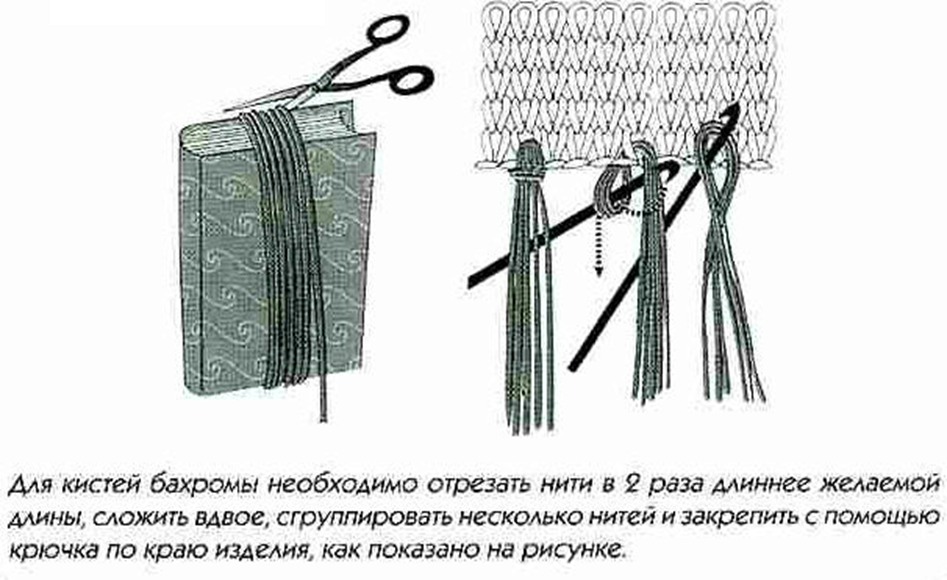 Для кистей бахромы необходимо отрезать нити в 2 раза длиннее желаемой
длины, сложить вдвое, сгруппировать несколько нитей и закрепить с помощью
крючка по краю изделия, как показано на рисунке.